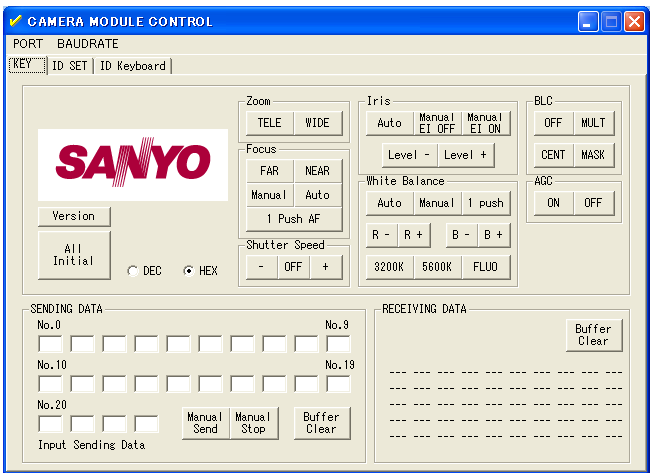 CAMERA MODULE CONTROL
PORT BAUDRATE
KEY ID SET ID Keyboard
SANYO
Version
All
Initial
DEC HEX
Zoom
TELE WIDE
Focus
FAR NEAR
Manual Auto
1 Push AF
Shutter Speed
- OFF +
Iris
Auto Manual EI OFF Manual EI ON
Level - Level +
White Balance
Auto Manual 1 push
R - R + B - B +
3200K 5600K FLUO
BLC
OFF MULT
CENT MASK
AGC
ON OFF
SENDING DATA
No.0 No.9
No.10 No.19
No.20
Manual Send Manual Stop Buffer Clear
Input Sending Data
RECEIVING DATA
Buffer
Clear
--- --- --- --- --- --- --- ---
--- --- --- --- --- --- --- ---
--- --- --- --- --- --- --- ---
--- --- --- --- --- --- --- ---
--- --- --- --- --- --- --- ---